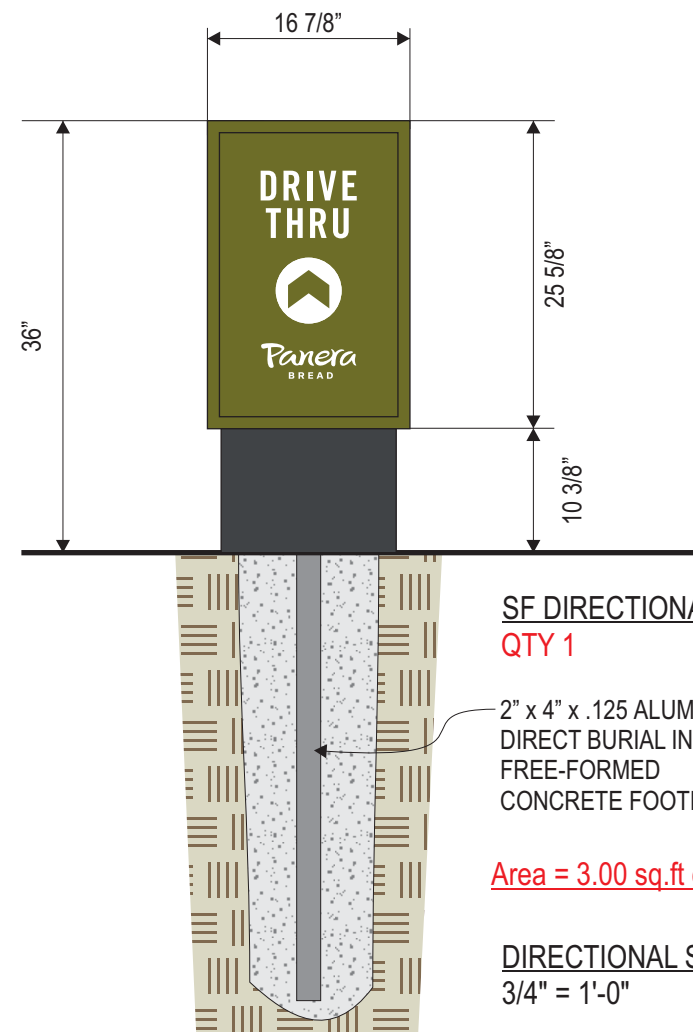 16 7/8”
36”
25 5/8”
10 3/8”
DRIVE
THRU
Panera
BREAD
SF DIRECTIONA
QTY 1
2” x 4” x .125 ALUM
DIRECT BURIAL IN
FREE-FORMED
CONCRETE FOOT
Area = 3.00 sq.ft
DIRECTIONAL S
3/4" = 1'-0"